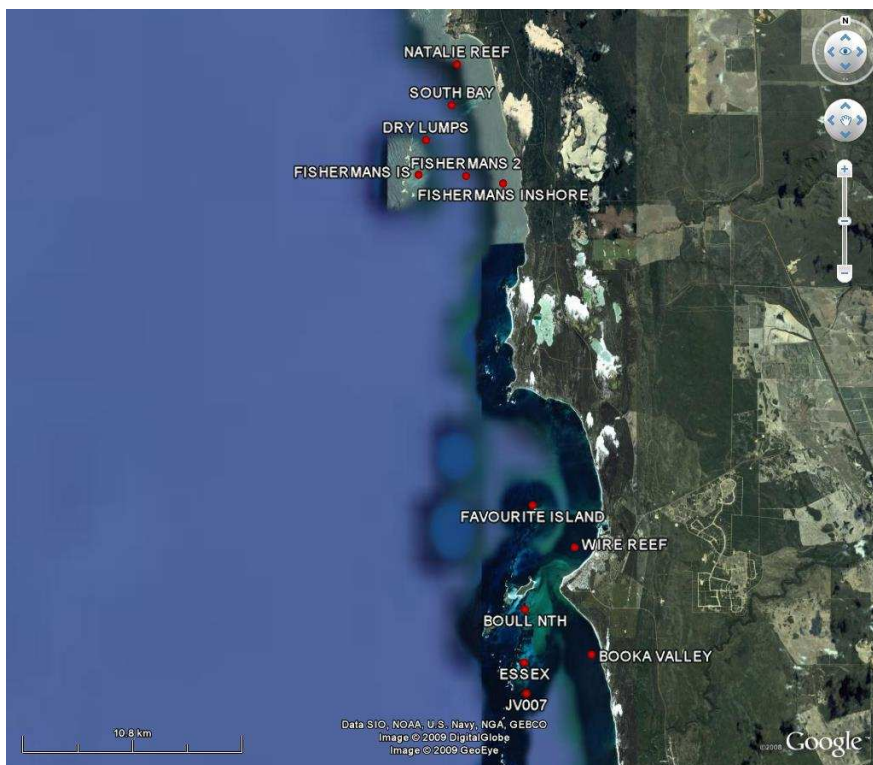 N
NATALIE REEF
SOUTH BAY
DRY LUMPS
FISHERMANS IS
FISHERMANS 2
FISHERMANS INSHORE
FAVOURITE ISLAND
WIRE REEF
BOULL NTH
BOOKA VALLEY
ESSEX
JV007
10.8 km
Data SIO, NOAA, U.S. Navy, NGA, GEBCO
Image © 2009 DigitalGlobe
Image © 2009 GeoEye
©2008 Google